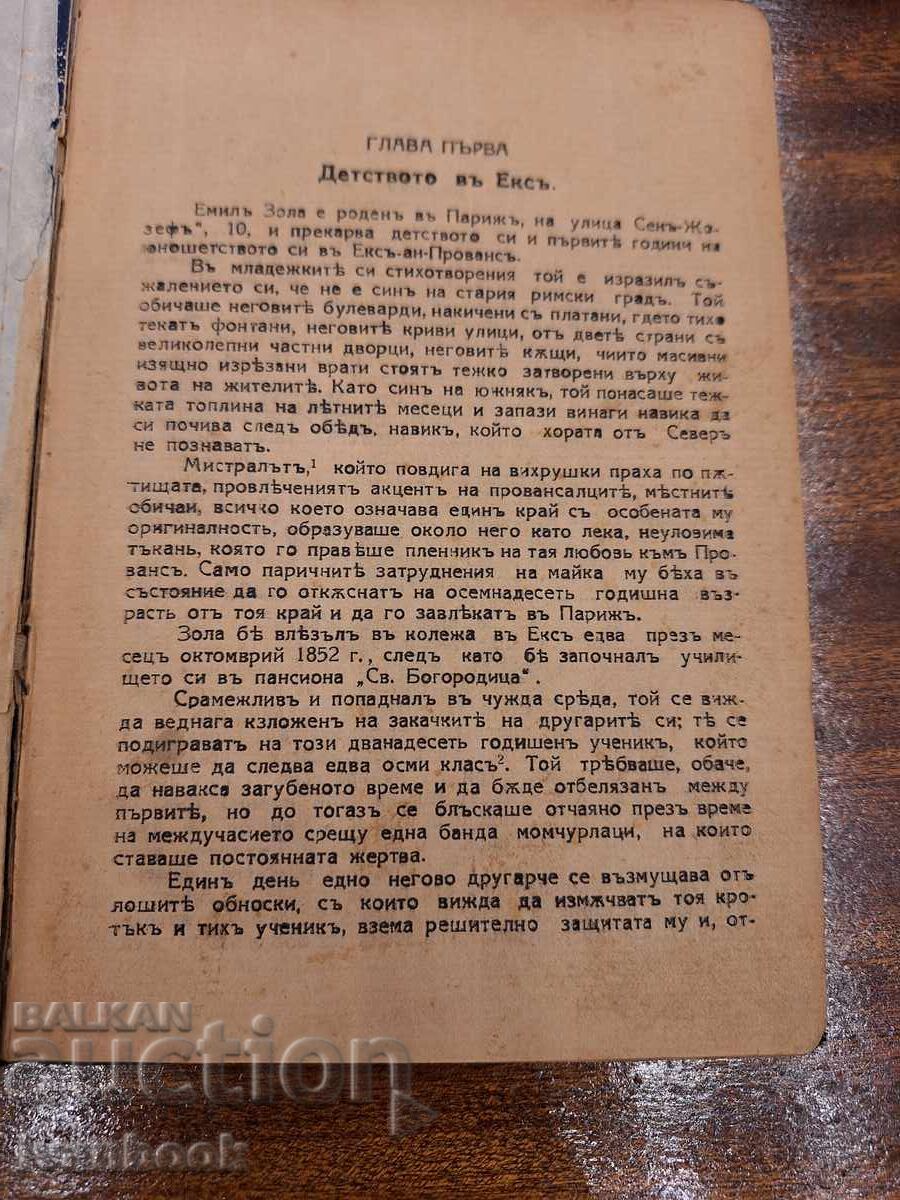 ГЛАВА ПЪРВА
Детството въ Ексъ.
Емилъ Зола е роденъ въ Парижъ, на улица Сенъ-Жо-
зефъ", 10, и прекарва детството си и първитѣ години на
юношетството си въ Ексъ-ан-Провансъ.
Въ младежкитѣ си стихотворения той е изразилъ съ-
жалението си, че не е синъ на стария римски градъ. Той
обичаше неговитѣ булеварди, накичени съ платани, гдето тихо
текатъ фонтани, неговитѣ криви улици, отъ дветѣ страни съ
великолепни частни дворци, неговитѣ кѫщи, чиито масивни
изящно изрѣзани врати стоятъ тежко затворени върху жи-
вота на жителитѣ. Като синъ на южнякъ, той понасаше теж-
ката топлина на лѣтнитѣ месеци и запази винаги навика да
си почива следъ обѣдъ, навикъ, който хората отъ Северъ
не познаватъ.
Мистралътъ,¹ който повдига на вихрушки праха по пѫ-
тищата, провлѣчениятъ акцент на провансалцитѣ, мѣстнитѣ
обичаи, всичко което означава единъ край съ особената му
оригиналность, образуваше около него като лека, неуловима
тъкань, която го правѣше пленникъ на тая любовь къмъ Про-
вансъ. Само паричнитѣ затруднения на майка му бѣха въ
състояние да го откѫснатъ на осемнадесеть годишна въз-
расть отъ тоя край и да го завлѣкатъ въ Парижъ.
Зола бѣ влѣзълъ въ колежа въ Ексъ едва презъ ме-
сецъ октомврий 1852 г., следъ като бѣ започналъ учили-
щето си въ пансиона „Св. Богородица".
Срамежливъ и попадналъ въ чужда срѣда, той се виж-
да веднага кзложенъ на закачкитѣ на другаритѣ си; тѣ се
подиграватъ на този дванадесеть годишенъ ученикъ, който
можеше да следва едва осми класъ². Той трѣбваше, обаче,
да навакса загубеното време и да бѫде отбелязанъ между
първитѣ, но до тогазъ се блъскаше отчаяно презъ време
на междучасието срещу една банда момчурлаци, на които
ставаше постоянната жертва.
Единъ день едно негово другарче се възмущава отъ
лошитѣ обноски, съ които вижда да измѫчватъ тоя кро-
тъкъ и тихъ ученикъ, взема решително защитата му и, от-
BALKAN
auction